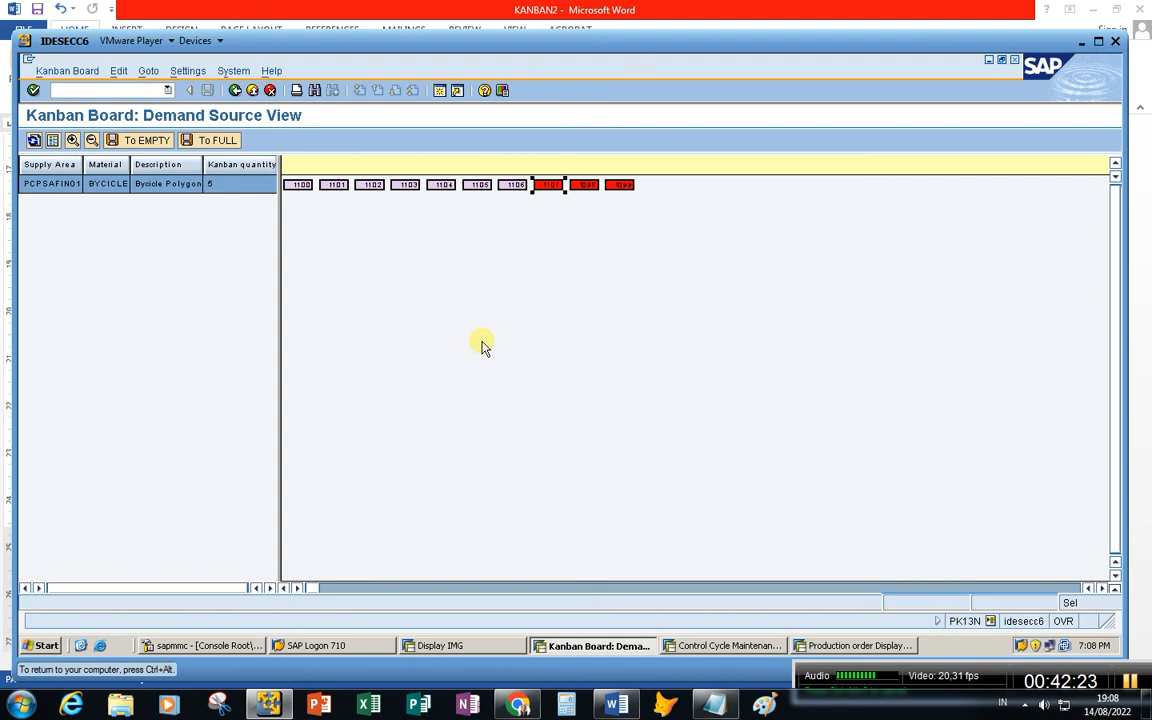 KANBAN2 - Microsoft Word
IDESECC6 VMware Player Devices
Kanban Board Edit Goto Settings System Help
SAP
Kanban Board: Demand Source View
To EMPTY To FULL
Supply Area Material Description Kanban quantity
PCPSAFIN01 BYCICLE Bycicle Polygon 5 1100 1101 1102 1103 1104 1105 1106 1107 1098 1099
Sel
PK13N idesecc6 OVR
Start sapmmc - [Console Root\... SAP Logon 710 Display IMG Kanban Board: Dema... Control Cycle Maintenan... Production order Display... 7:08 PM
To return to your computer, press Ctrl+Alt.
Audio Video: 20,31 fps 00:42:23
IN 19:08
14/08/2022